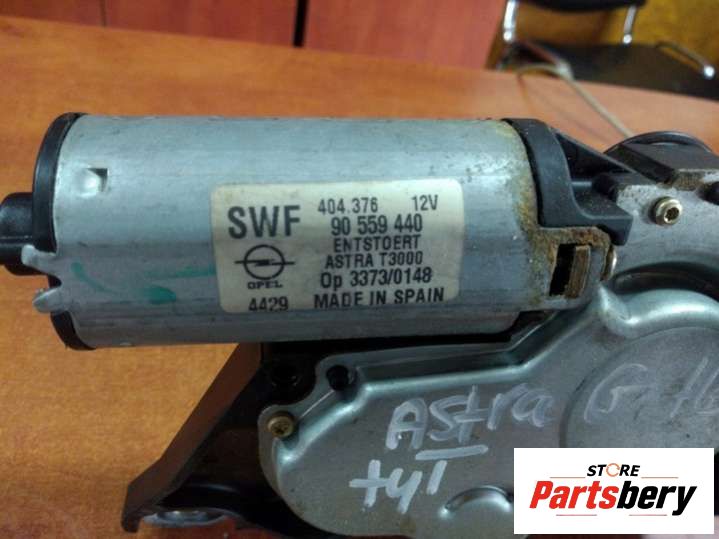 404.376 12V
SWF 90 559 440
ENTSTOERT
ASTRA T3000
OPEL Op 3373/0148
4429 MADE IN SPAIN
Astra G
tył
STORE
Partsbery